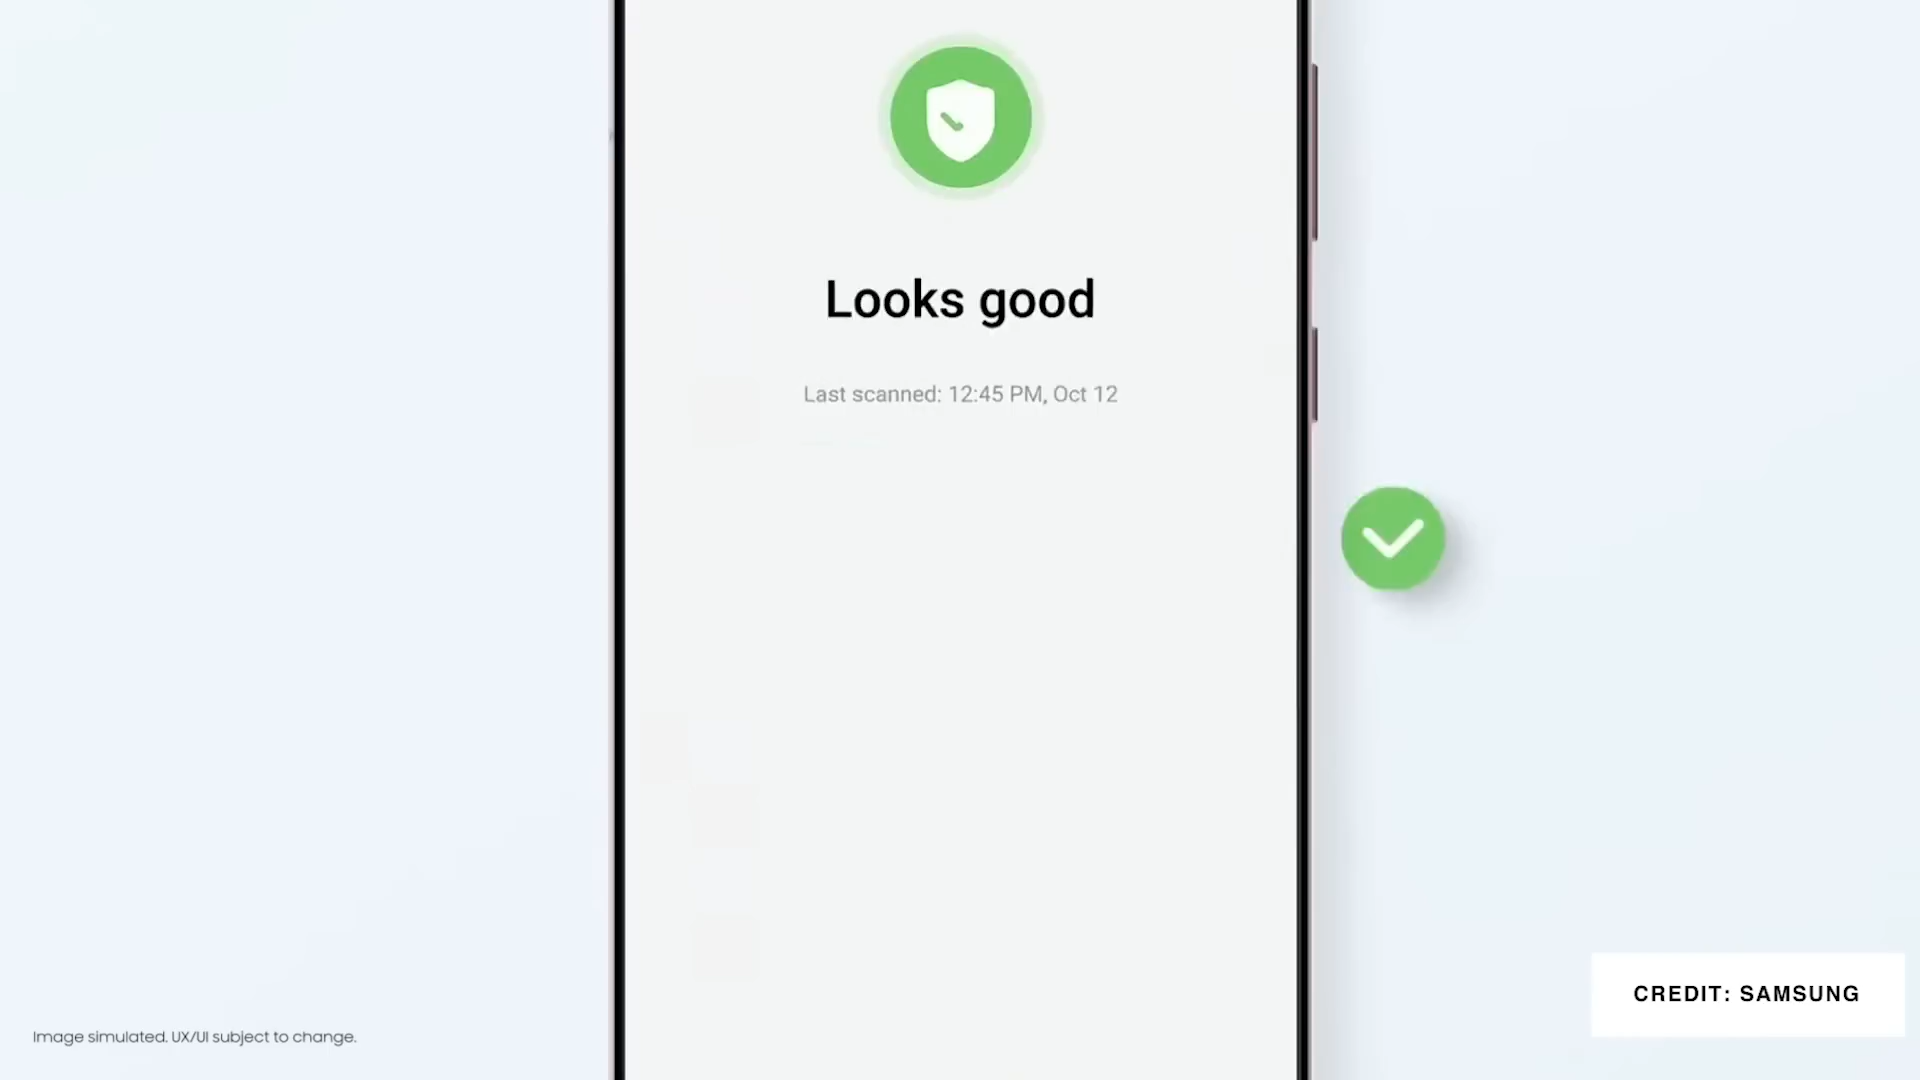 Looks good
Last scanned: 12:45 PM, Oct 12
CREDIT: SAMSUNG
Image simulated. UX/UI subject to change.